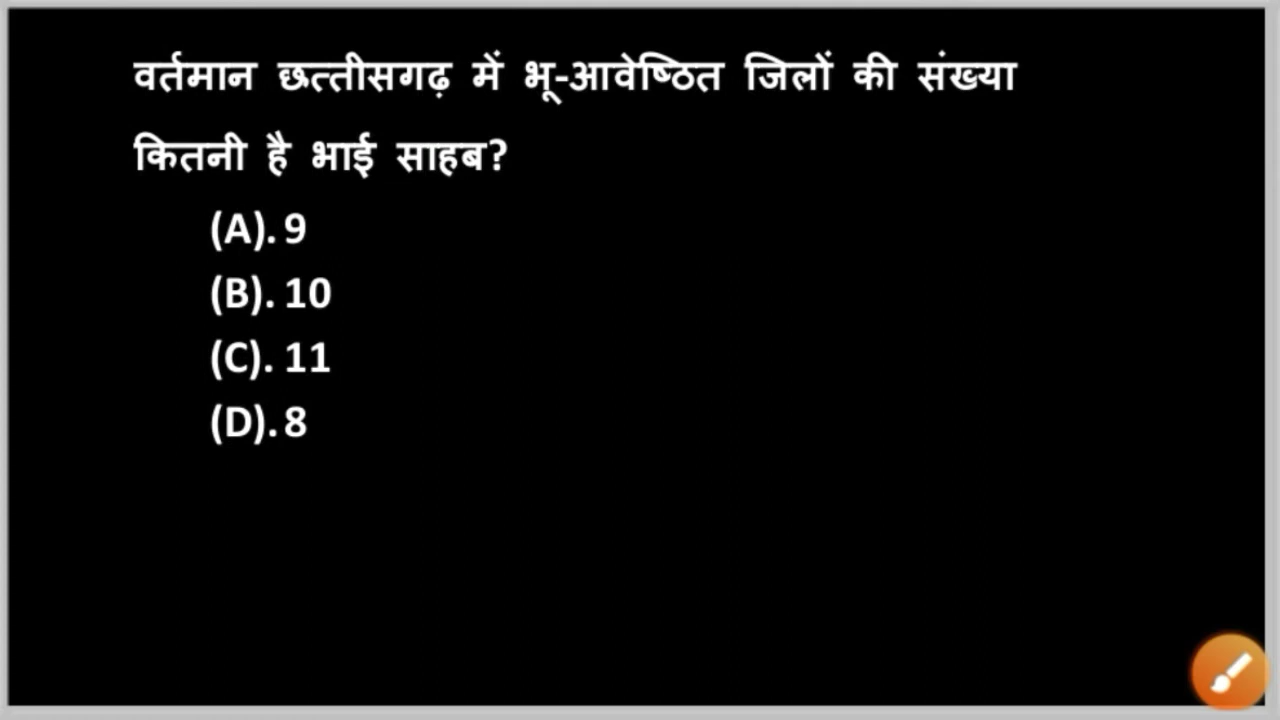 वर्तमान छत्तीसगढ़ में भू-आवेष्ठित जिलों की संख्या
कितनी है भाई साहब?
(A). 9
(B). 10
(C). 11
(D). 8